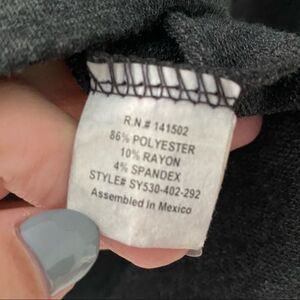 R.N.# 141502
86% POLYESTER
10% RAYON
4% SPANDEX
STYLE# SY530-402-292
Assembled In Mexico